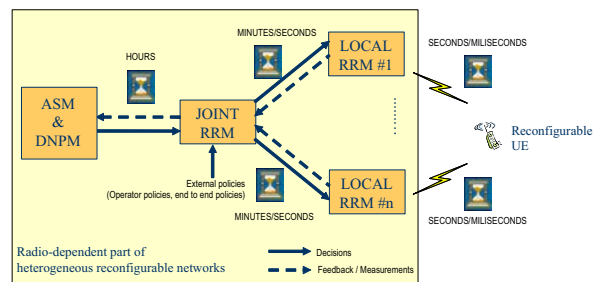 MINUTES/SECONDS
LOCAL
RRM #1
SECONDS/MILISECONDS
HOURS
ASM
&
DNPM
JOINT
RRM
Reconfigurable
UE
External policies
(Operator policies, end to end policies)
MINUTES/SECONDS
LOCAL
RRM #n
SECONDS/MILISECONDS
Radio-dependent part of
heterogeneous reconfigurable networks
Decisions
Feedback / Measurements